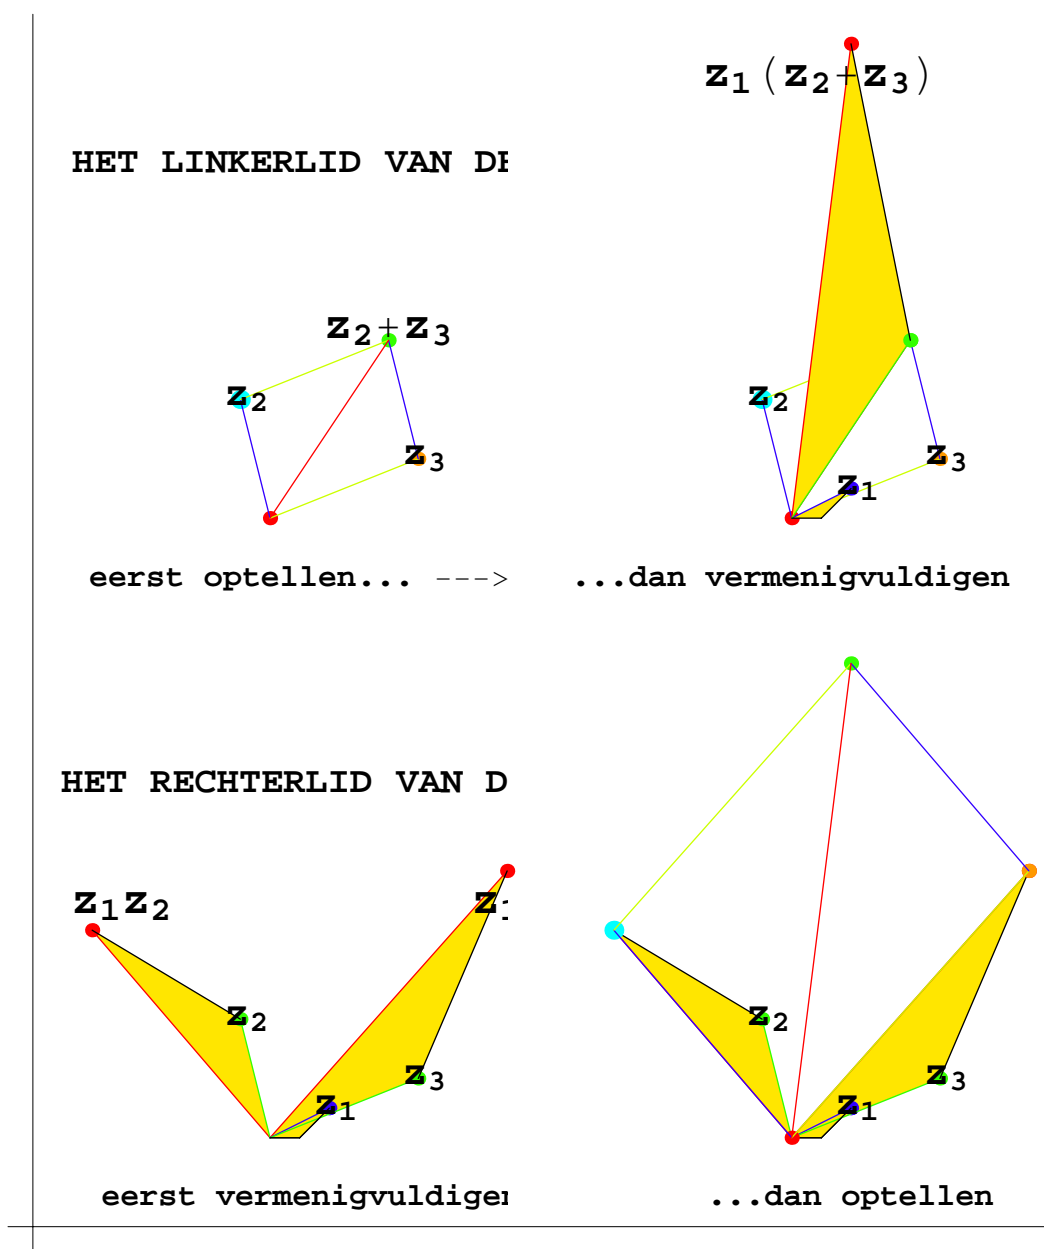 z₁(z₂+z₃)
HET LINKERLID VAN DE
z₂+z₃
z₂
z₃
z₂
z₃
z₁
eerst optellen... --->
...dan vermenigvuldigen
HET RECHTERLID VAN D
z₁z₂
z₁
z₂
z₃
z₁
z₂
z₃
z₁
eerst vermenigvuldigen
...dan optellen